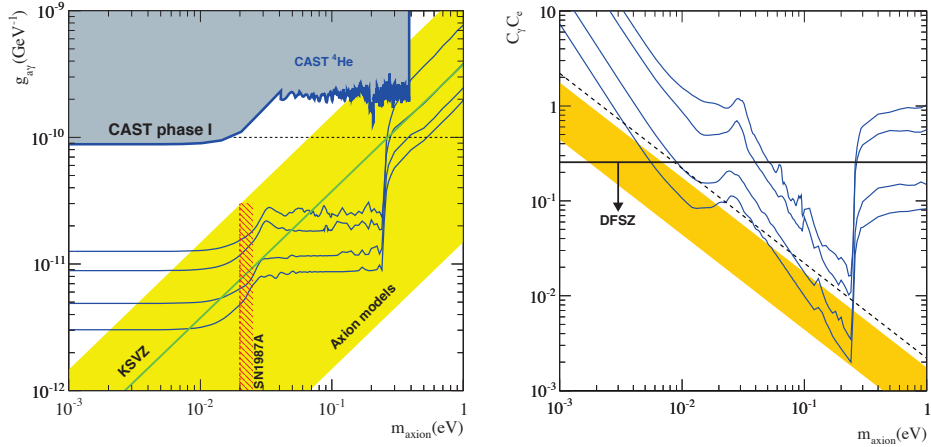 g_aγ(GeV⁻¹)
10⁻⁹
10⁻¹⁰
10⁻¹¹
10⁻¹²
CAST ⁴He
CAST phase I
KSVZ
SN1987A
Axion models
10⁻³
10⁻²
10⁻¹
1
m_axion(eV)
C_γC_e
10
1
10⁻¹
10⁻²
10⁻³
DFSZ
10⁻³
10⁻²
10⁻¹
1
m_axion(eV)